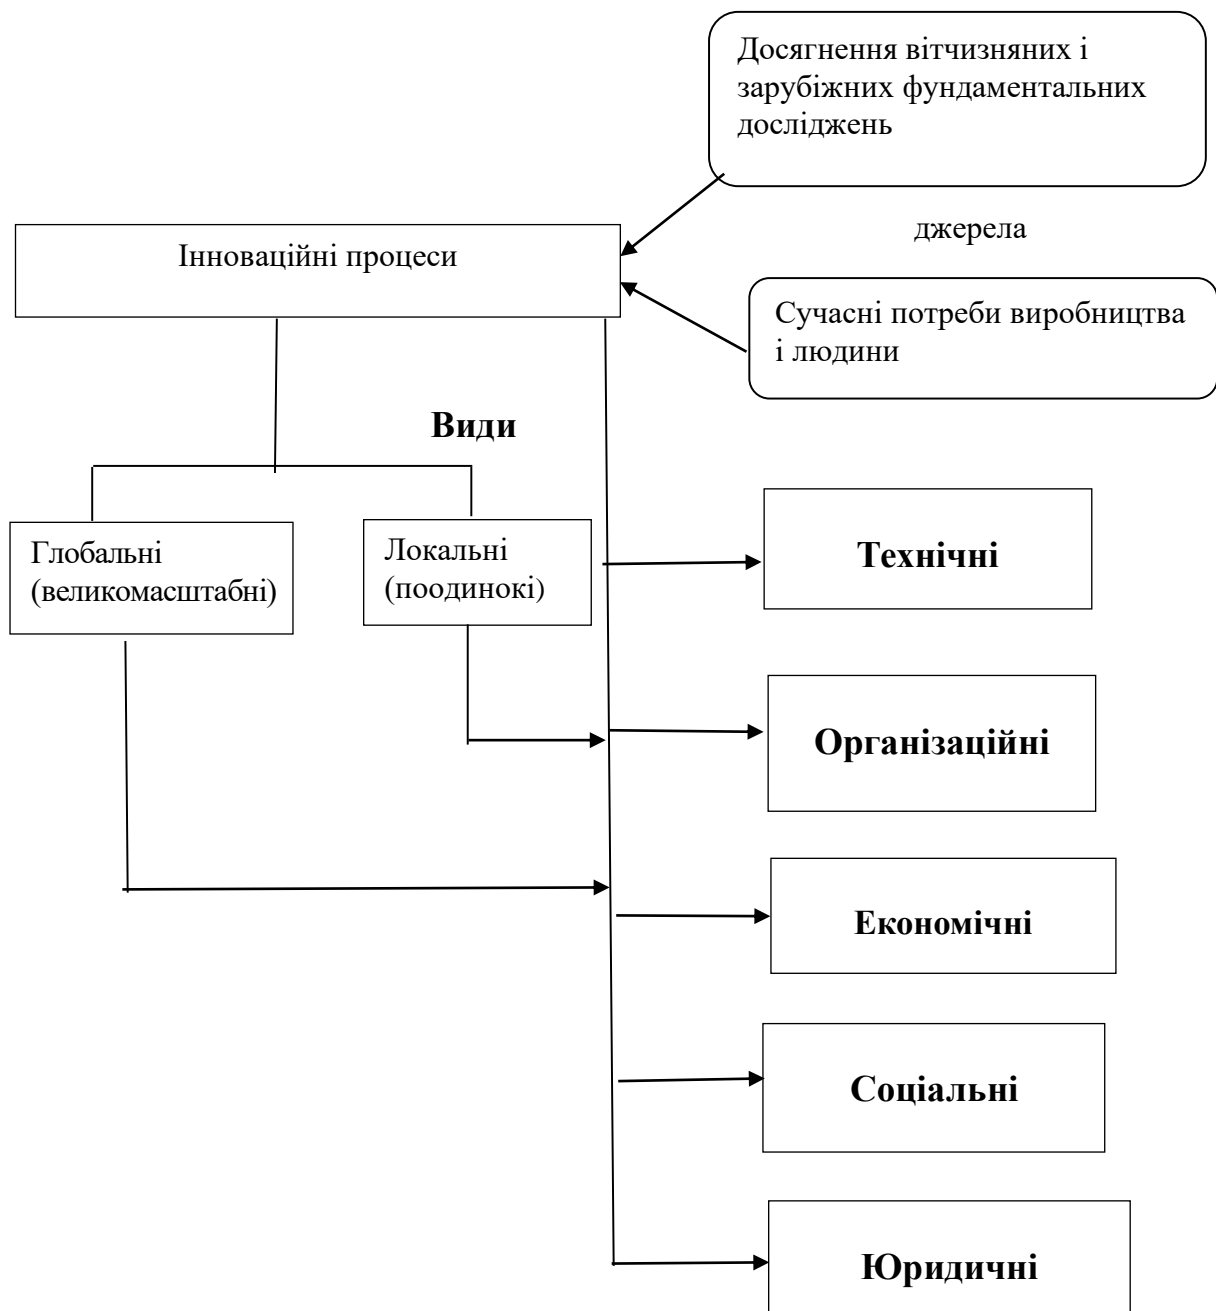 Досягнення вітчизняних і
зарубіжних фундаментальних
досліджень
джерела
Інноваційні процеси
Сучасні потреби виробництва
і людини
Види
Глобальні
(великомасштабні)
Локальні
(поодинокі)
Технічні
Організаційні
Економічні
Соціальні
Юридичні